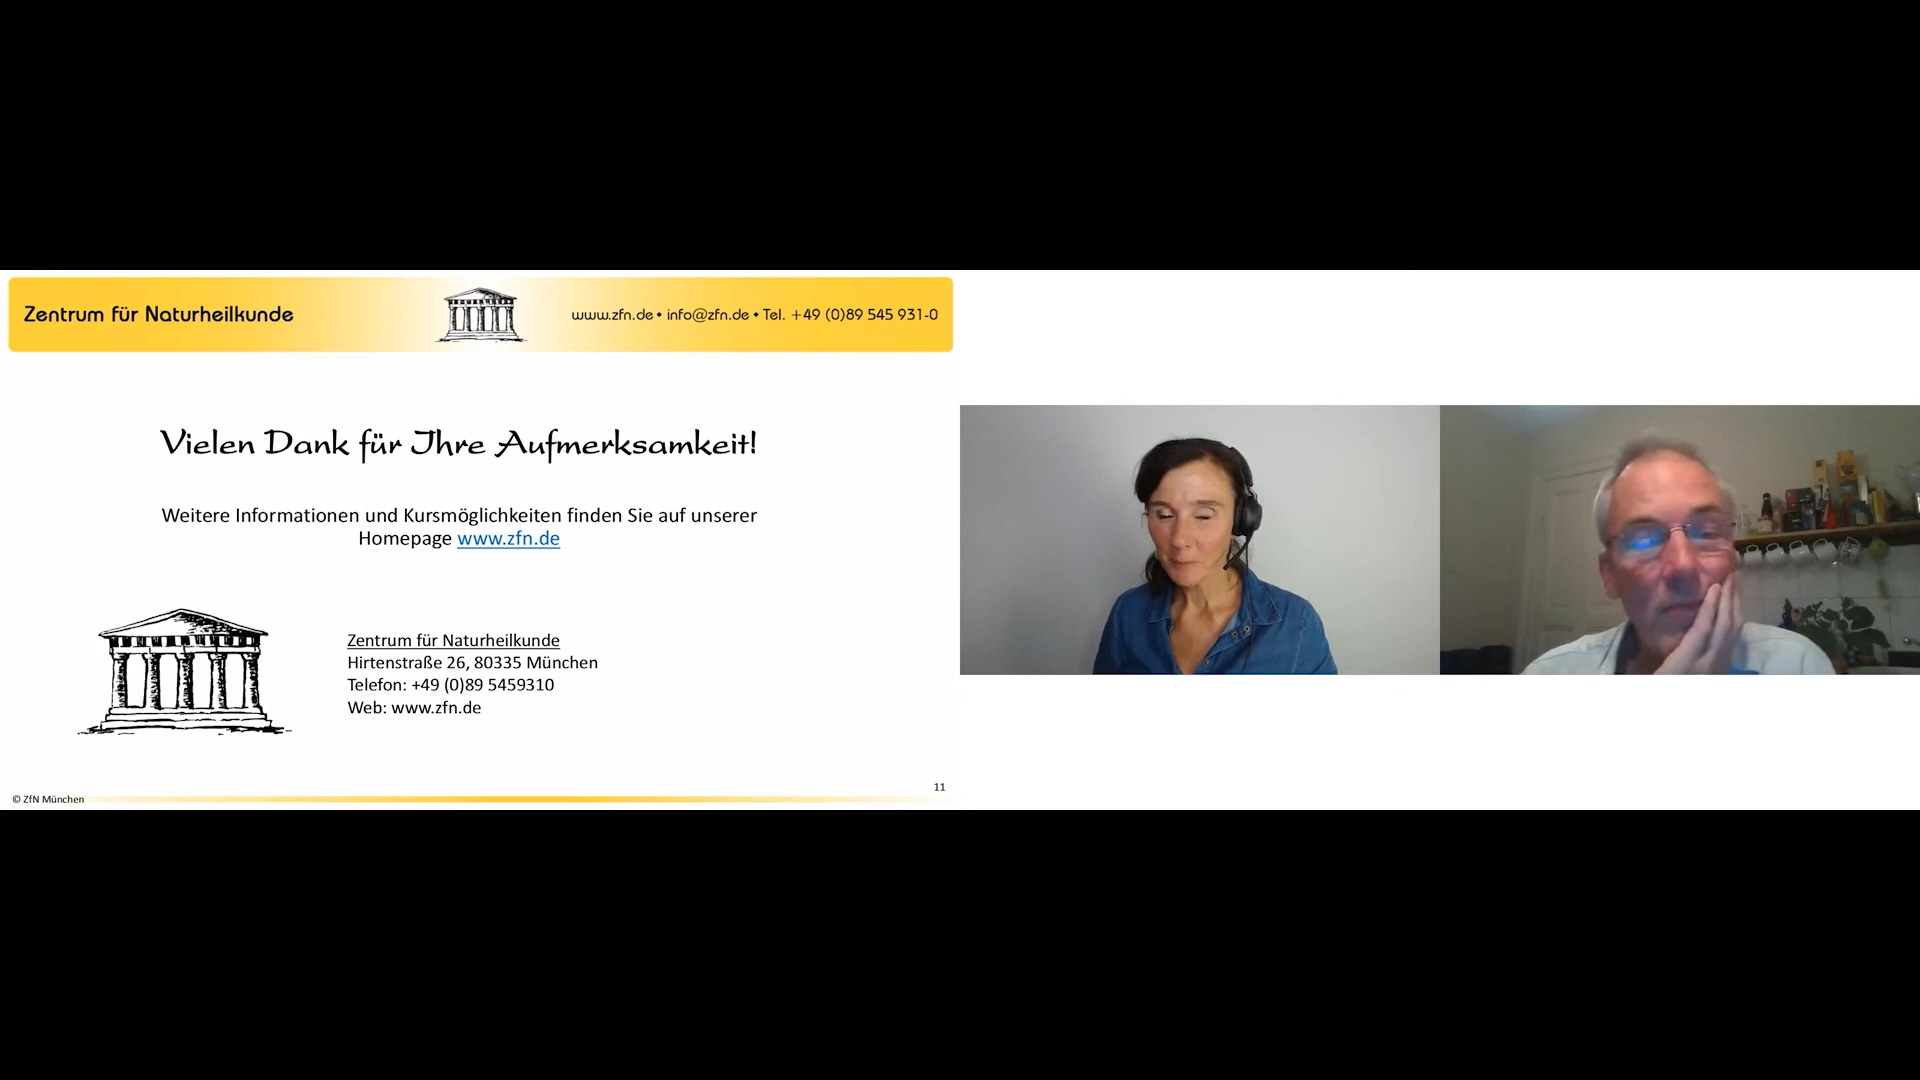 Zentrum für Naturheilkunde
www.zfn.de • info@zfn.de • Tel. +49 (0)89 545 931-0
Vielen Dank für Ihre Aufmerksamkeit!
Weitere Informationen und Kursmöglichkeiten finden Sie auf unserer
Homepage www.zfn.de
Zentrum für Naturheilkunde
Hirtenstraße 26, 80335 München
Telefon: +49 (0)89 5459310
Web: www.zfn.de
11
© ZfN München